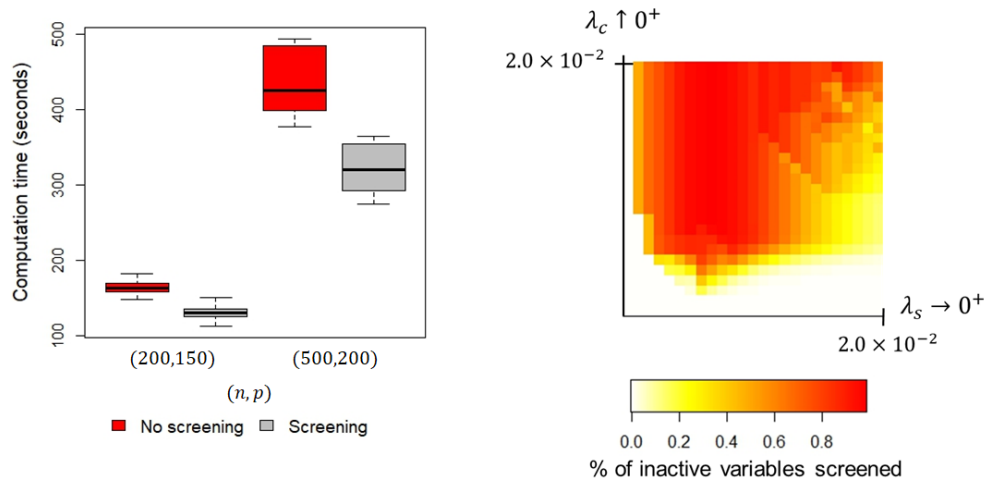 Computation time (seconds)
500
400
300
200
100
(200,150)
(500,200)
(n, p)
No screening
Screening
λ_c ↑ 0⁺
2.0 × 10⁻²
λ_s → 0⁺
2.0 × 10⁻²
0.0 0.2 0.4 0.6 0.8
% of inactive variables screened